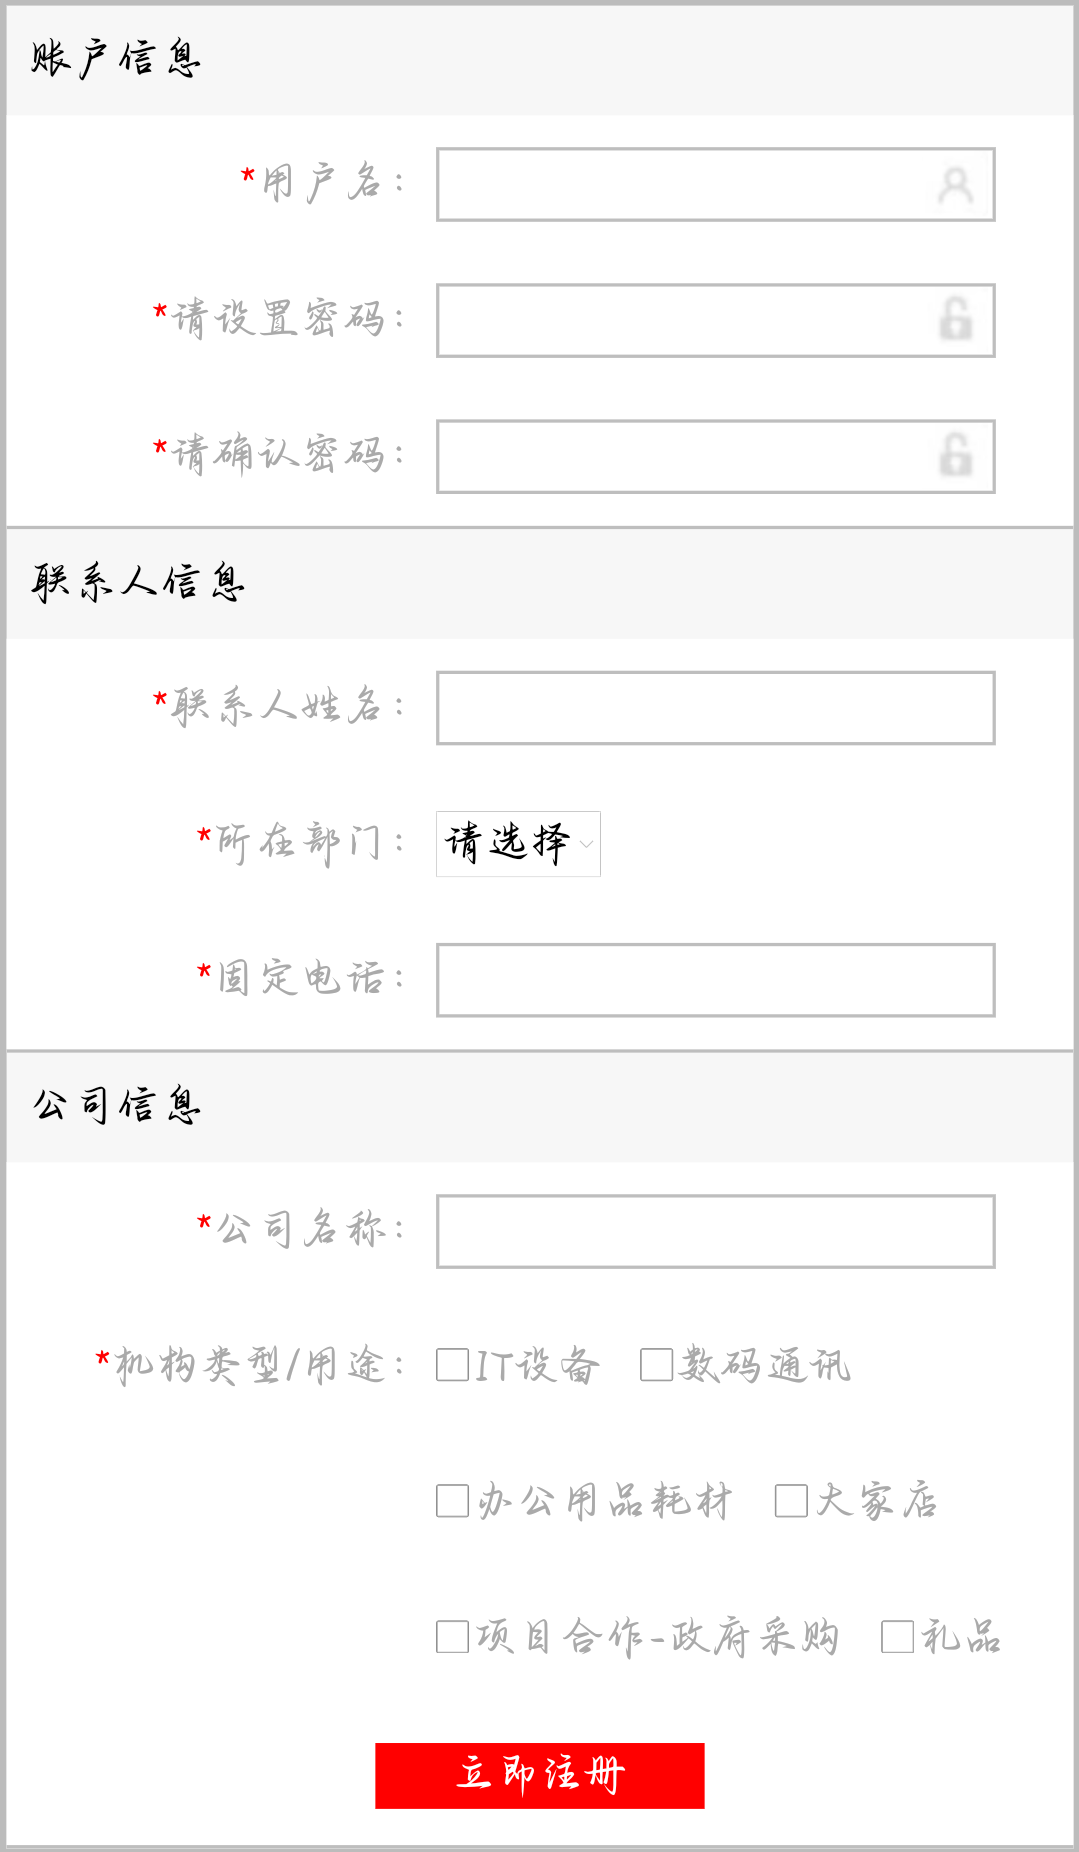 账户信息
*用户名：
*请设置密码：
*请确认密码：
联系人信息
*联系人姓名：
*所在部门： 请选择
*固定电话：
公司信息
*公司名称：
*机构类型/用途： IT设备 数码通讯
办公用品耗材 大家店
项目合作-政府采购 礼品
立即注册